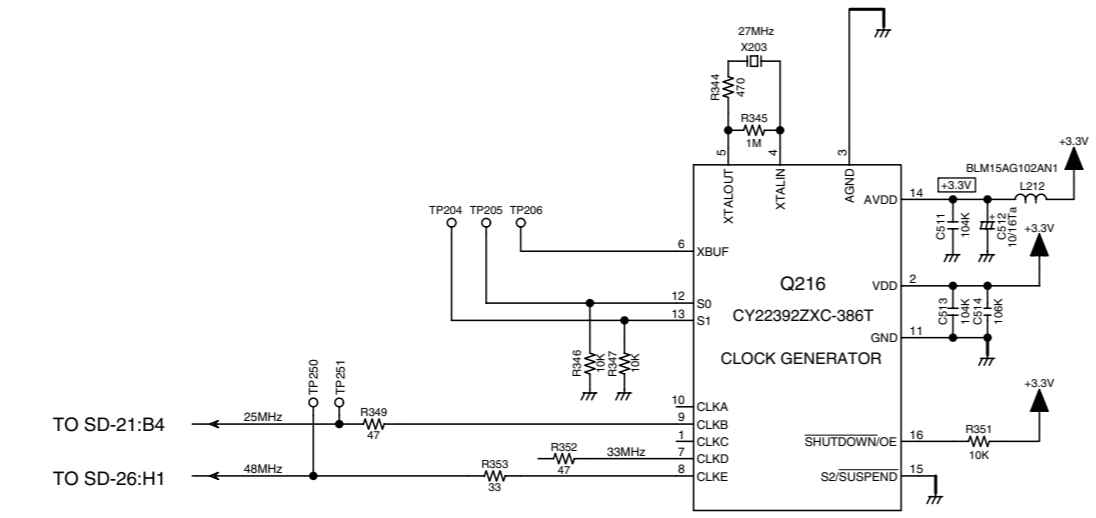 27MHz
X203
R344
470
R345
1M
5
4
3
XTALOUT
XTALIN
AGND
+3.3V
BLM15AG102AN1
AVDD
14
+3.3V
L212
C511
104K
C512
10/16Ta
+
+3.3V
TP204
TP205
TP206
6
XBUF
12
S0
13
S1
R346
10K
R347
10K
Q216
CY22392ZXC-386T
CLOCK GENERATOR
VDD
2
C513
104K
C514
106K
GND
11
TP250
TP251
10
CLKA
TO SD-21:B4
25MHz
R349
47
9
CLKB
1
CLKC
R352
47
33MHz
7
CLKD
TO SD-26:H1
48MHz
R353
33
8
CLKE
+3.3V
SHUTDOWN/OE
16
R351
10K
S2/SUSPEND
15